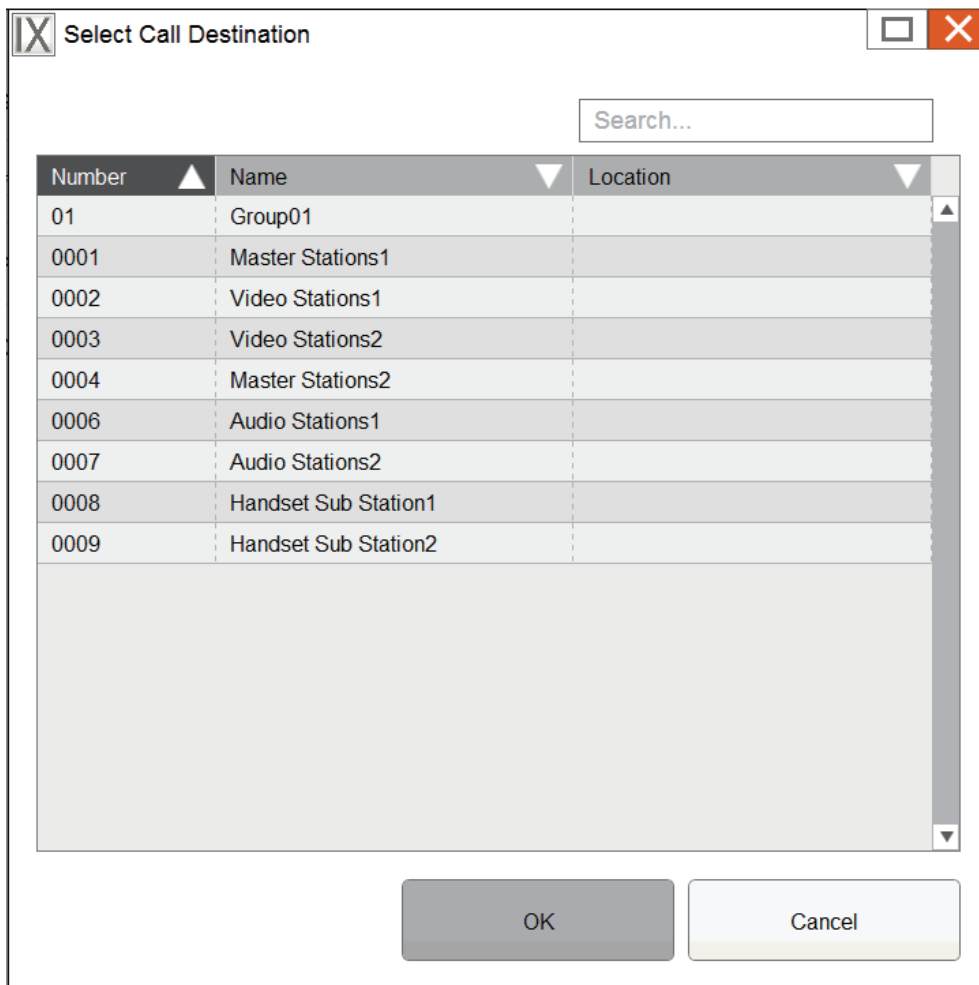 IX Select Call Destination
Search...
Number Name Location
01 Group01
0001 Master Stations1
0002 Video Stations1
0003 Video Stations2
0004 Master Stations2
0006 Audio Stations1
0007 Audio Stations2
0008 Handset Sub Station1
0009 Handset Sub Station2
OK Cancel